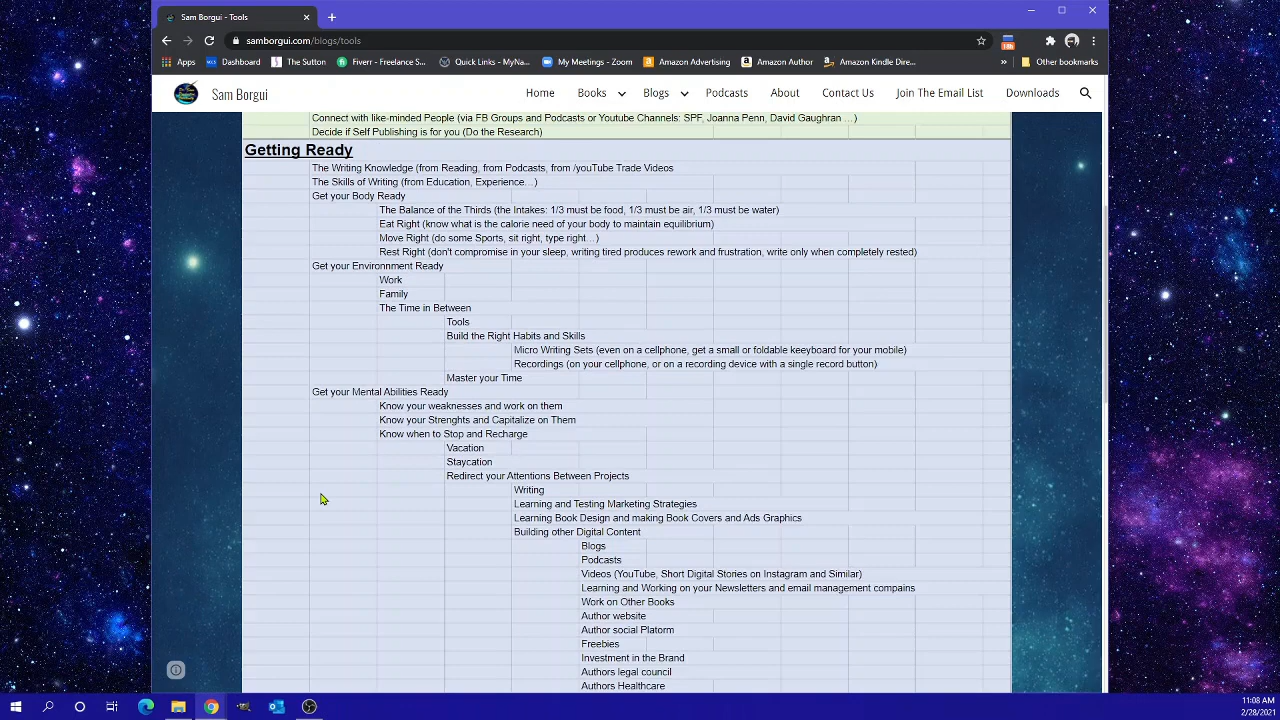 Sam Borgui - Tools
samborgui.com/blogs/tools
18h
Apps
Dashboard
The Sutton
Fiverr - Freelance S...
Quick Links - MyNa...
My Meetings - Zoom
Amazon Advertising
Amazon Author
Amazon Kindle Dire...
Other bookmarks
Sam Borgui
Home
Books
Blogs
Podcasts
About
Contact Us
Join The Email List
Downloads
Connect with like-minded People (via FB Groups and Podcasts or Youtube Channels: SPF, Joanna Penn, David Gaughran ...)
Decide if Self Publishing is for you (Do the Research)
Getting Ready
The Writing Knowledge (from Reading, from Podcasts, from /youTube Trade Videos
The Skills of Writing (from Education, Experience...)
Get your Body Ready
The Balance of the Thirds (the Intakes: 1/3 must be food, 1/3 must be air, 1/3 must be water)
Eat Right (know what is the calorie need of your body to maintain equilibrium)
Move Right (do some Sports, sit right, type right...)
Rest Right (don't compromise in your sleep, writing tired produces rework and frustration, write only when completely rested)
Get your Environnment Ready
Work
Family
The Time in Between
Tools
Build the Right Habits and Skills
Micro Writing Sets (even on a cellphone, get a small or foldable keeyboard for your mobile)
Recordings (on your cellphone, or on a recording device with a single record button)
Master your Time
Get your Mental Abilities Ready
Know your weaknesses and work on them
Know your Strenghts and Capitalize on Them
Know when to Stop and Recharge
Vacation
Staycation
Redirect your Attentions Between Projects
Writing
Learning and Testing Marketing Strategies
Learning Book Design and making Book Covers and Ads Graphics
Building other Digital Content
Blogs
Podcasts
Videos (YouTube, Short Digital Stories on Instagram and Similar)
Learning and Working on your Newsletters and email management compains
Work on Other Books
Author website
Author social Platorm
Freebies
Investment in the Brand
Authors legal council
Authors Healthcare
11:08 AM
2/28/2021